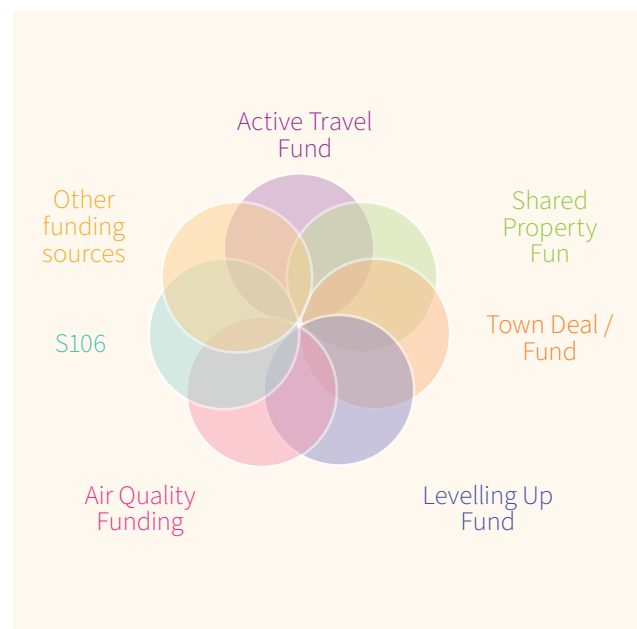 Active Travel
Fund
Other
funding
sources
Shared
Property
Fun
Town Deal /
Fund
S106
Air Quality
Funding
Levelling Up
Fund